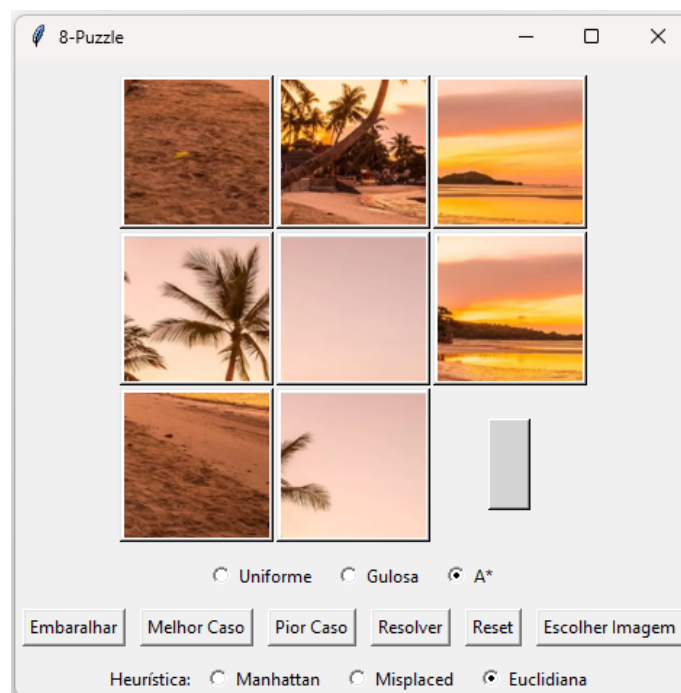 8-Puzzle
Uniforme Gulosa A*
Embaralhar Melhor Caso Pior Caso Resolver Reset Escolher Imagem
Heurística: Manhattan Misplaced Euclidiana